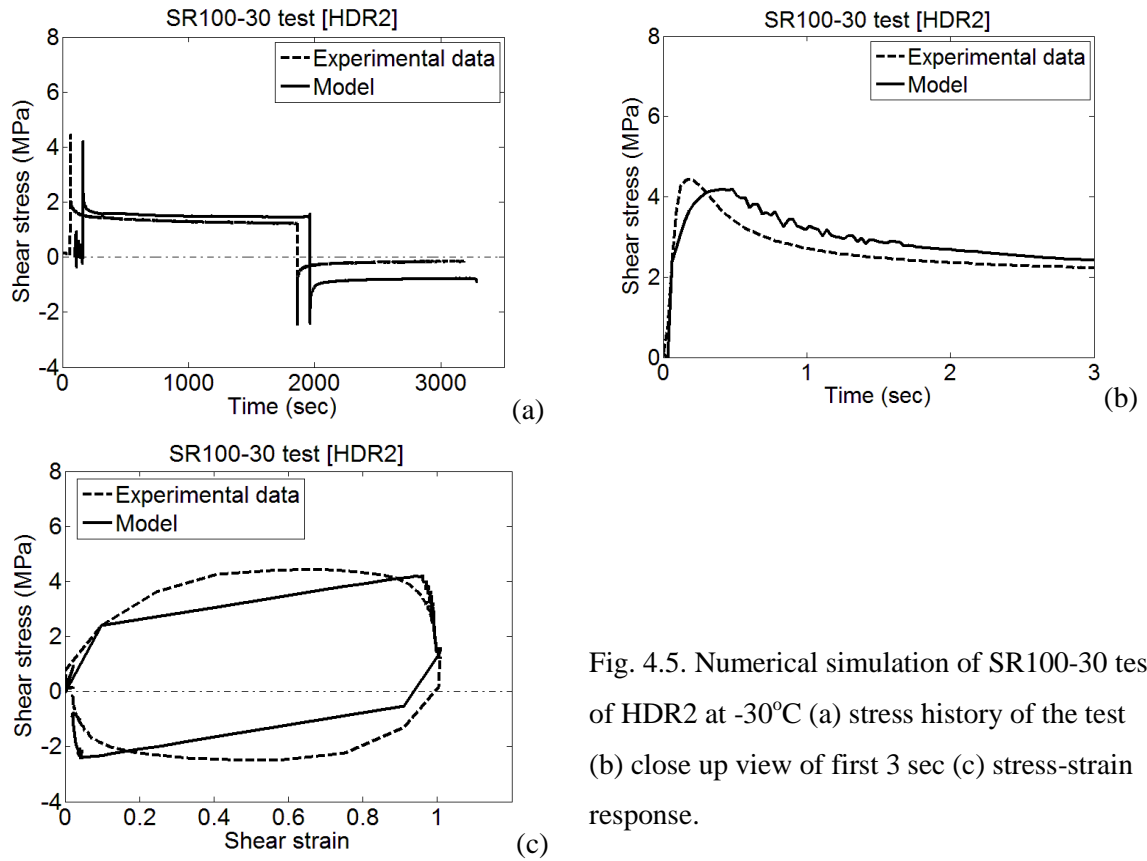 SR100-30 test [HDR2]
Experimental data
Model
Shear stress (MPa)
8
6
4
2
0
-2
-4
0
1000
2000
3000
Time (sec)
(a)
SR100-30 test [HDR2]
Experimental data
Model
Shear stress (MPa)
8
6
4
2
0
0
1
2
3
Time (sec)
(b)
SR100-30 test [HDR2]
Experimental data
Model
Shear stress (MPa)
8
6
4
2
0
-2
-4
0
0.2
0.4
0.6
0.8
1
Shear strain
(c)
Fig. 4.5. Numerical simulation of SR100-30 tes
of HDR2 at -30°C (a) stress history of the test
(b) close up view of first 3 sec (c) stress-strain
response.